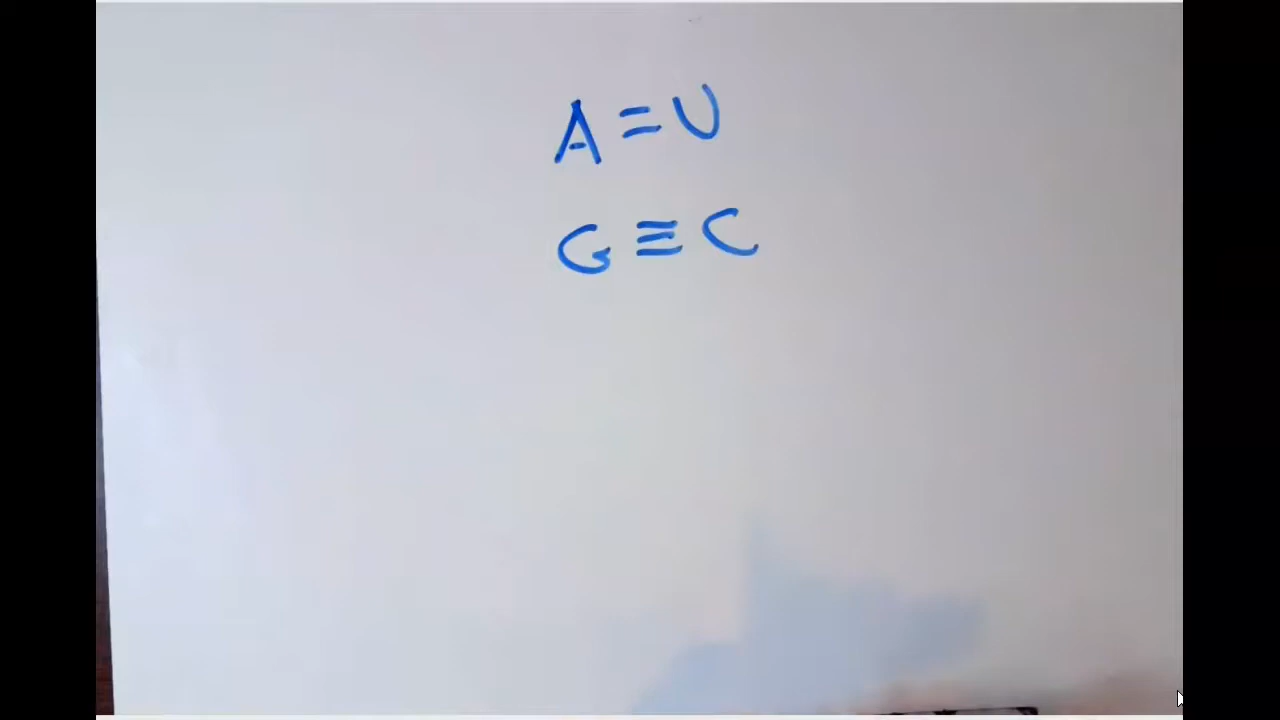 A = U
G ≡ C